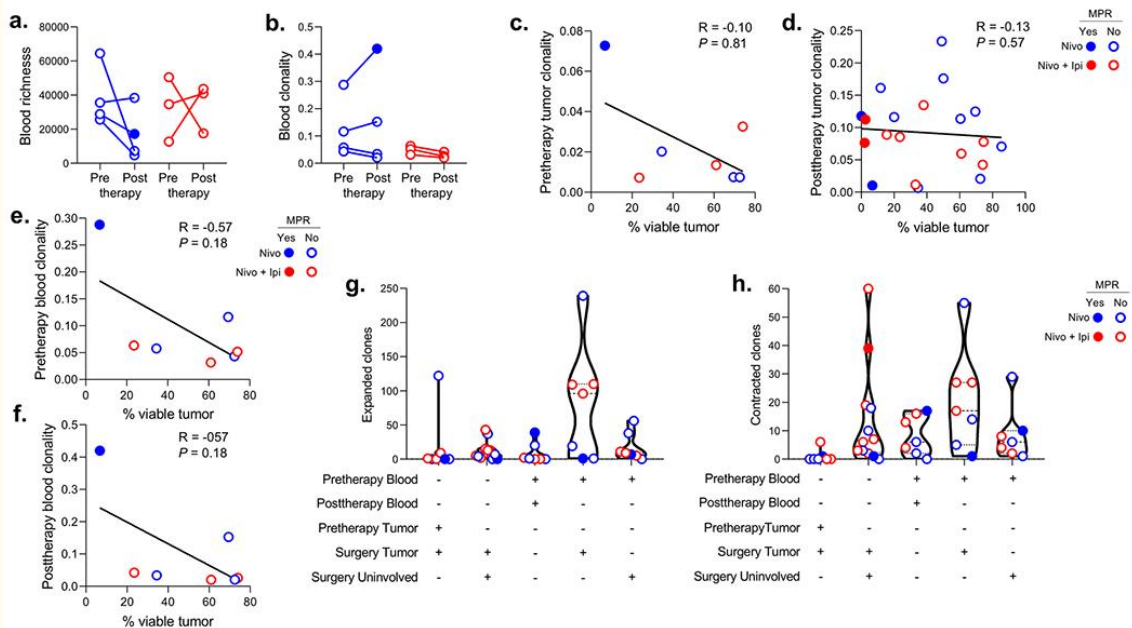 a.
80000
60000
40000
20000
0
Blood richnesss
Pre Post Pre Post
therapy therapy
b.
0.5
0.4
0.3
0.2
0.1
0.0
Blood clonality
Pre Post Pre Post
therapy therapy
c.
R = -0.10
P = 0.81
0.08
0.06
0.04
0.02
0.00
Pretherapy tumor clonality
0 20 40 60 80
% viable tumor
d.
R = -0.13
P = 0.57
0.25
0.20
0.15
0.10
0.05
0.00
Posttherapy tumor clonality
0 20 40 60 80 100
% viable tumor
MPR
Yes No
Nivo
Nivo + Ipi
e.
R = -0.57
P = 0.18
0.30
0.25
0.20
0.15
0.10
0.05
0.00
Pretherapy blood clonality
0 20 40 60 80
% viable tumor
MPR
Yes No
Nivo
Nivo + Ipi
f.
R = -057
P = 0.18
0.5
0.4
0.3
0.2
0.1
0.0
Posttherapy blood clonality
0 20 40 60 80
% viable tumor
g.
250
200
150
100
50
0
Expanded clones
Pretherapy Blood - - + + +
Posttherapy Blood - - + - -
Pretherapy Tumor + - - - -
Surgery Tumor + + - + -
Surgery Uninvolved - + - - +
h.
60
50
40
30
20
10
0
Contracted clones
MPR
Yes No
Nivo
Nivo + Ipi
Pretherapy Blood - - + + +
Posttherapy Blood - - + - -
PretherapyTumor + - - - -
Surgery Tumor + + - + -
Surgery Uninvolved - + - - +